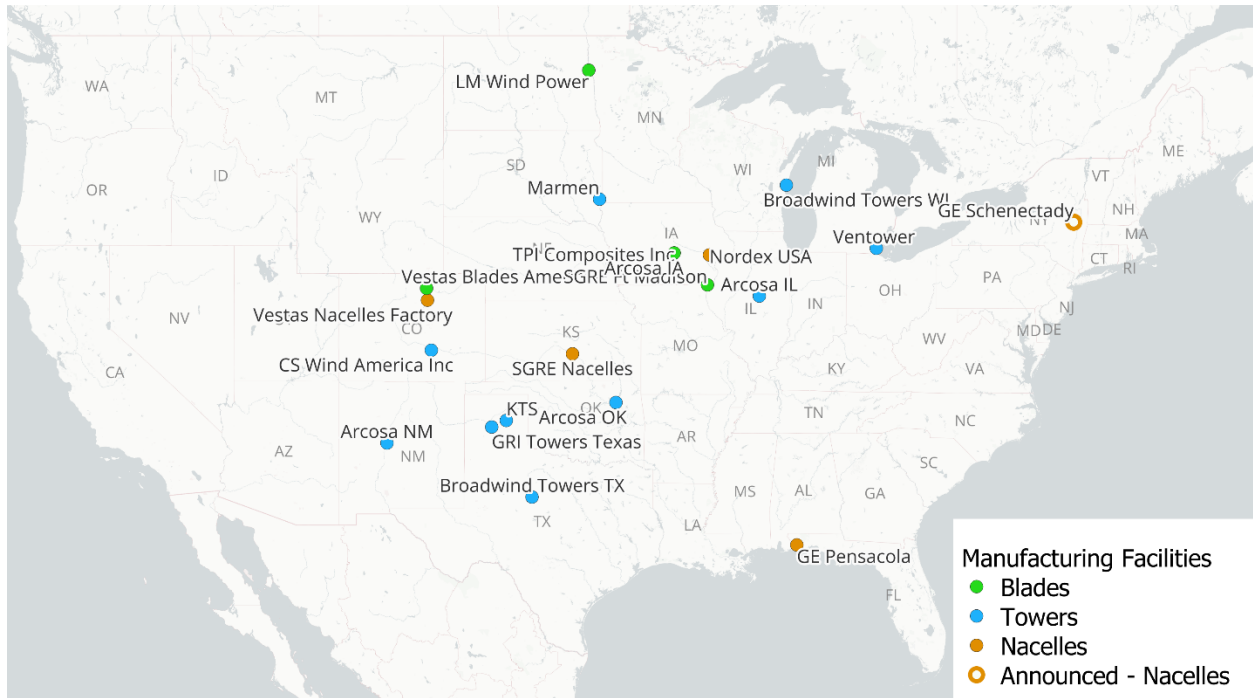 WA
MT
LM Wind Power
MN
ME
OR
ID
SD
WI
MI
VT
WY
Marmen
Broadwind Towers WI
GE Schenectady
NY
NH
MA
IA
Ventower
CT
RI
TPI Composites Inc
Nordex USA
Arcosa IA
Vestas Blades Ame
SGRE Ft Madison
Arcosa IL
PA
OH
NJ
NV
Vestas Nacelles Factory
CO
IL
IN
MD
DE
WV
KS
MO
CA
CS Wind America Inc
SGRE Nacelles
KY
VA
KTS
OK
Arcosa OK
TN
NC
Arcosa NM
AZ
NM
GRI Towers Texas
AR
SC
Broadwind Towers TX
MS
AL
GA
TX
LA
GE Pensacola
FL
Manufacturing Facilities
Blades
Towers
Nacelles
Announced - Nacelles